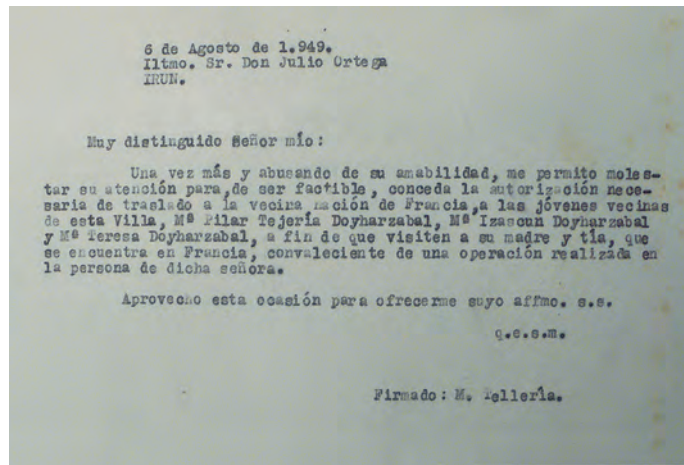 6 de Agosto de 1.949.
Iltmo. Sr. Don Julio Ortega
IRUN.
Muy distinguido Señor mío:
Una vez más y abusando de su amabilidad, me permito moles-
tar su atención para,de ser factible, conceda la autorización nece-
saria de traslado a la vecina nación de Francia,a las jóvenes vecinas
de esta Villa, Mª Pilar Tejería Doyharzabal, Mª Izascun Doyharzabal
y Mª Teresa Doyharzabal, a fin de que visiten a su madre y tía, que
se encuentra en Francia, convaleciente de una operación realizada en
la persona de dicha señora.
Aprovecho esta ocasión para ofrecerme suyo affmo. s.s.
q.e.s.m.
Firmado: M. Tellería.